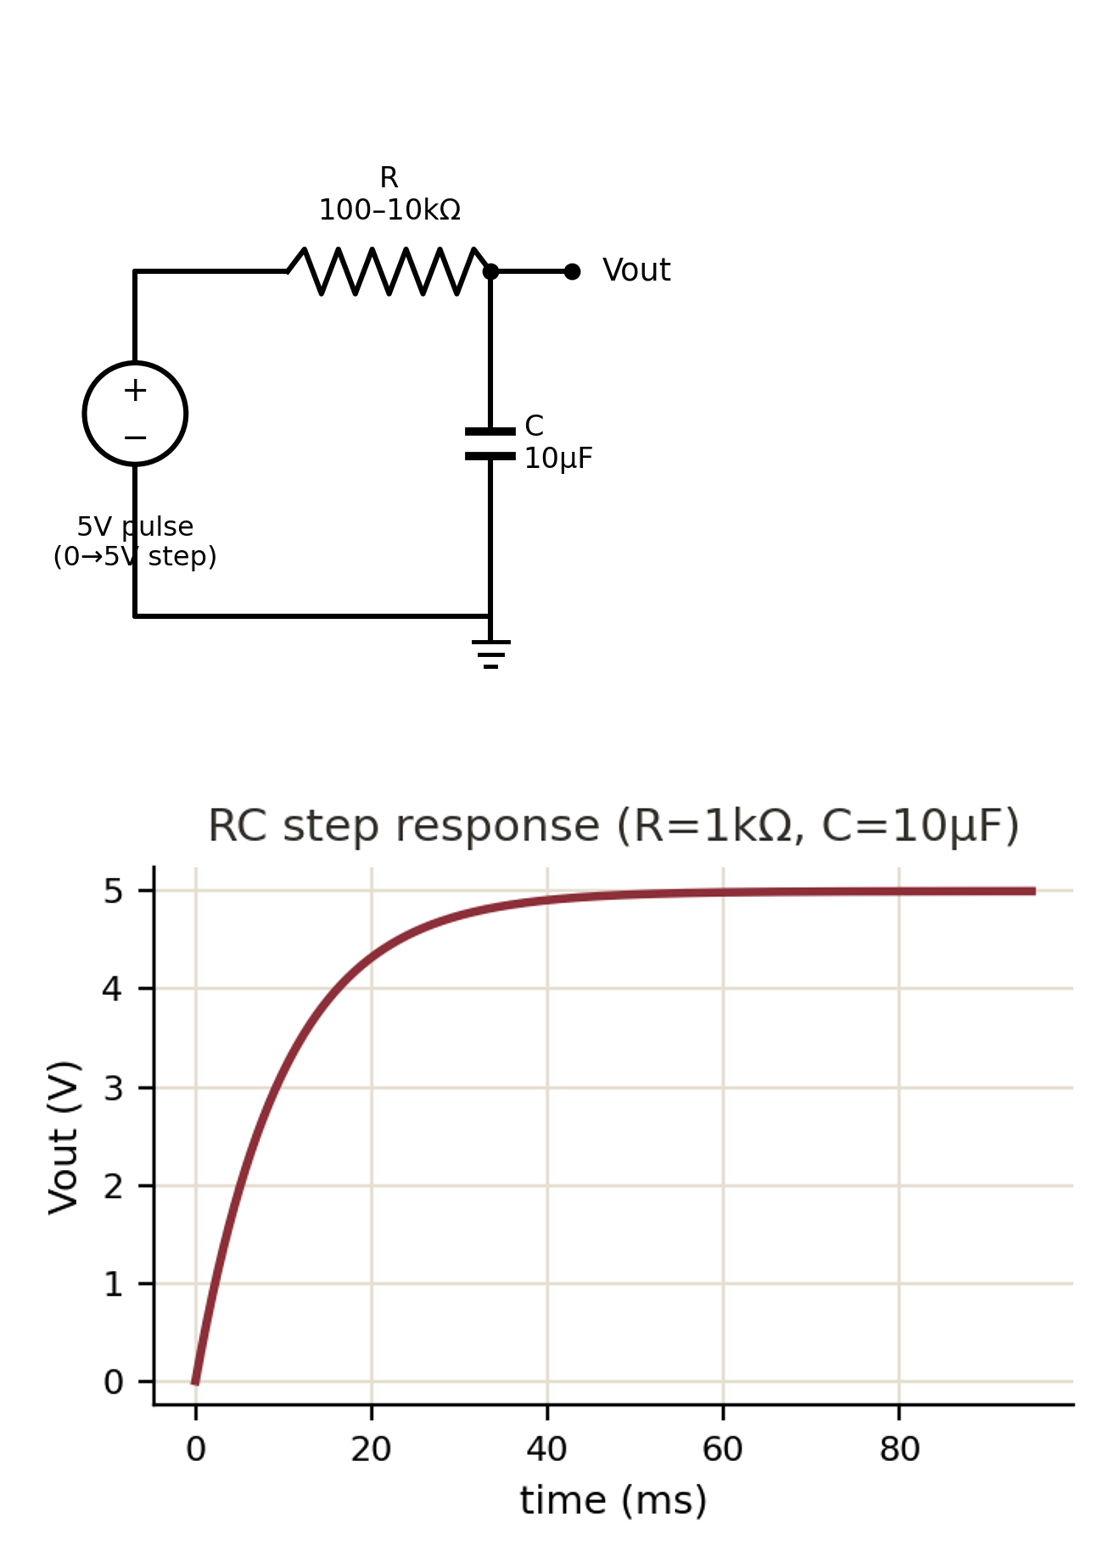 R
100–10kΩ
Vout
+
−
C
10µF
5V pulse
(0→5V step)
RC step response (R=1kΩ, C=10µF)
5
4
3
2
1
0
Vout (V)
0 20 40 60 80
time (ms)